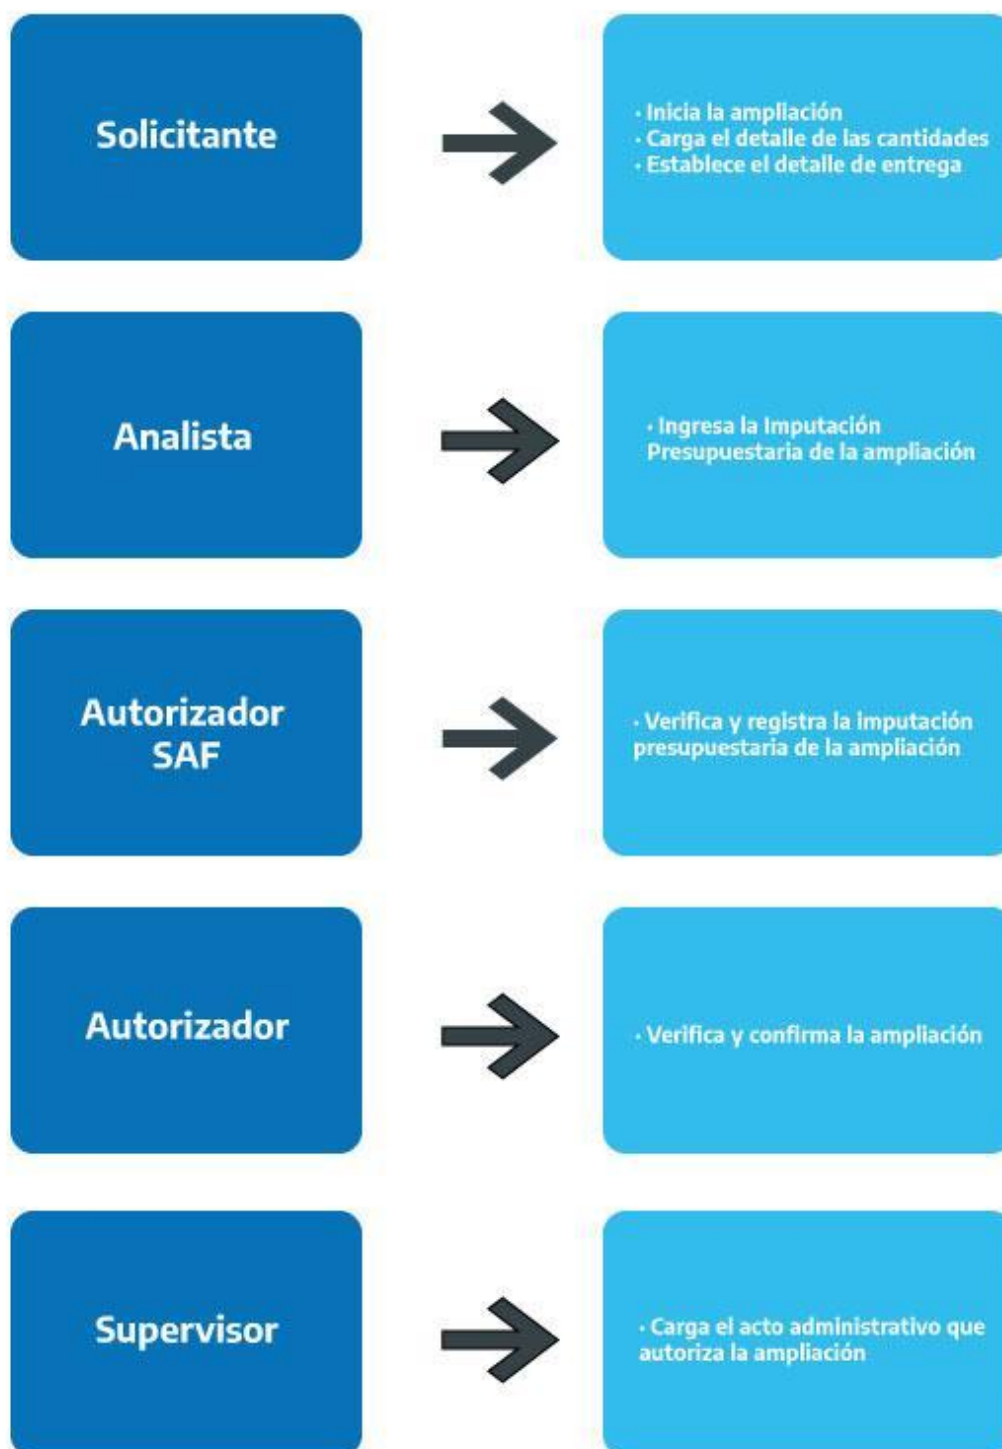 Solicitante
• Inicia la ampliación
• Carga el detalle de las cantidades
• Establece el detalle de entrega
Analista
• Ingresa la Imputación
Presupuestaria de la ampliación
Autorizador
SAF
• Verifica y registra la imputación
presupuestaria de la ampliación
Autorizador
• Verifica y confirma la ampliación
Supervisor
• Carga el acto administrativo que
autoriza la ampliación